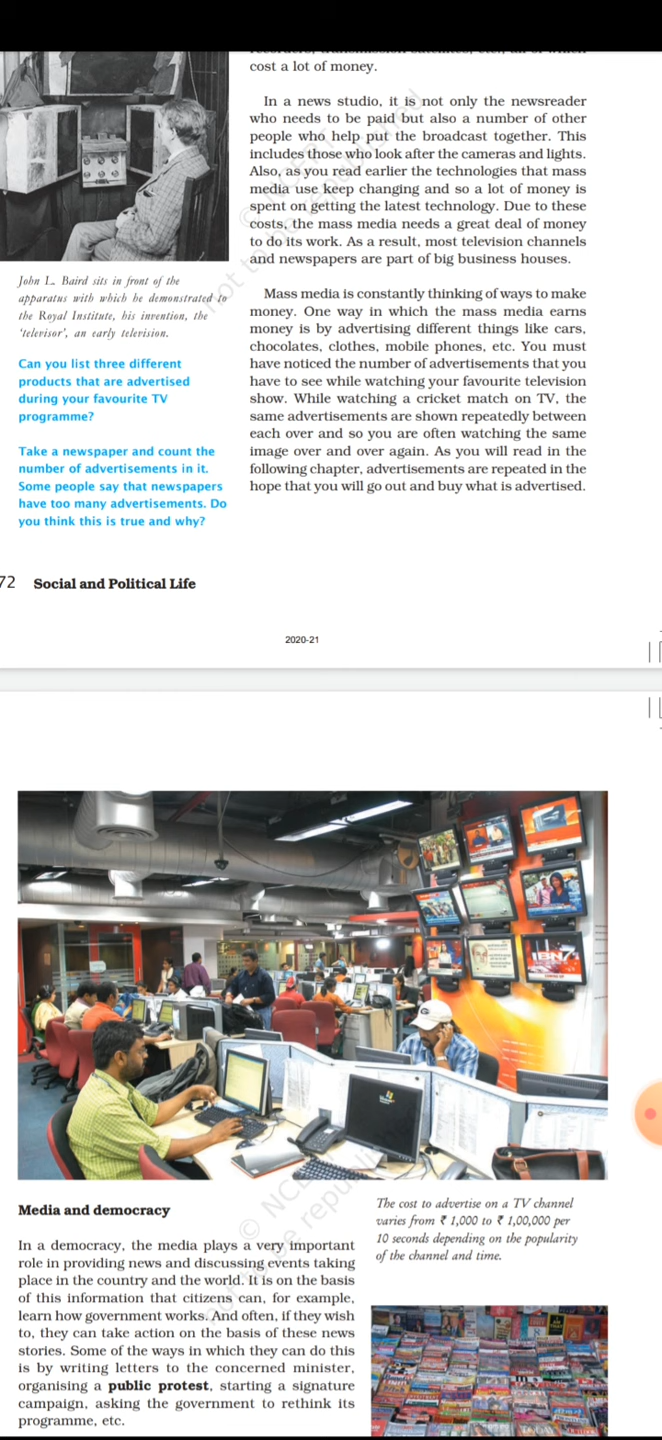 cost a lot of money.
In a news studio, it is not only the newsreader
who needs to be paid but also a number of other
people who help put the broadcast together. This
includes those who look after the cameras and lights.
Also, as you read earlier the technologies that mass
media use keep changing and so a lot of money is
spent on getting the latest technology. Due to these
costs, the mass media needs a great deal of money
to do its work. As a result, most television channels
and newspapers are part of big business houses.
John L. Baird sits in front of the
apparatus with which he demonstrated to
the Royal Institute, his invention, the
'televisor', an early television.
Can you list three different
products that are advertised
during your favourite TV
programme?
Take a newspaper and count the
number of advertisements in it.
Some people say that newspapers
have too many advertisements. Do
you think this is true and why?
Mass media is constantly thinking of ways to make
money. One way in which the mass media earns
money is by advertising different things like cars,
chocolates, clothes, mobile phones, etc. You must
have noticed the number of advertisements that you
have to see while watching your favourite television
show. While watching a cricket match on TV, the
same advertisements are shown repeatedly between
each over and so you are often watching the same
image over and over again. As you will read in the
following chapter, advertisements are repeated in the
hope that you will go out and buy what is advertised.
72 Social and Political Life
2020-21
IBN7
Media and democracy
In a democracy, the media plays a very important
role in providing news and discussing events taking
place in the country and the world. It is on the basis
of this information that citizens can, for example,
learn how government works. And often, if they wish
to, they can take action on the basis of these news
stories. Some of the ways in which they can do this
is by writing letters to the concerned minister,
organising a public protest, starting a signature
campaign, asking the government to rethink its
programme, etc.
The cost to advertise on a TV channel
varies from ₹ 1,000 to ₹ 1,00,000 per
10 seconds depending on the popularity
of the channel and time.
© NCERT
not to be republished